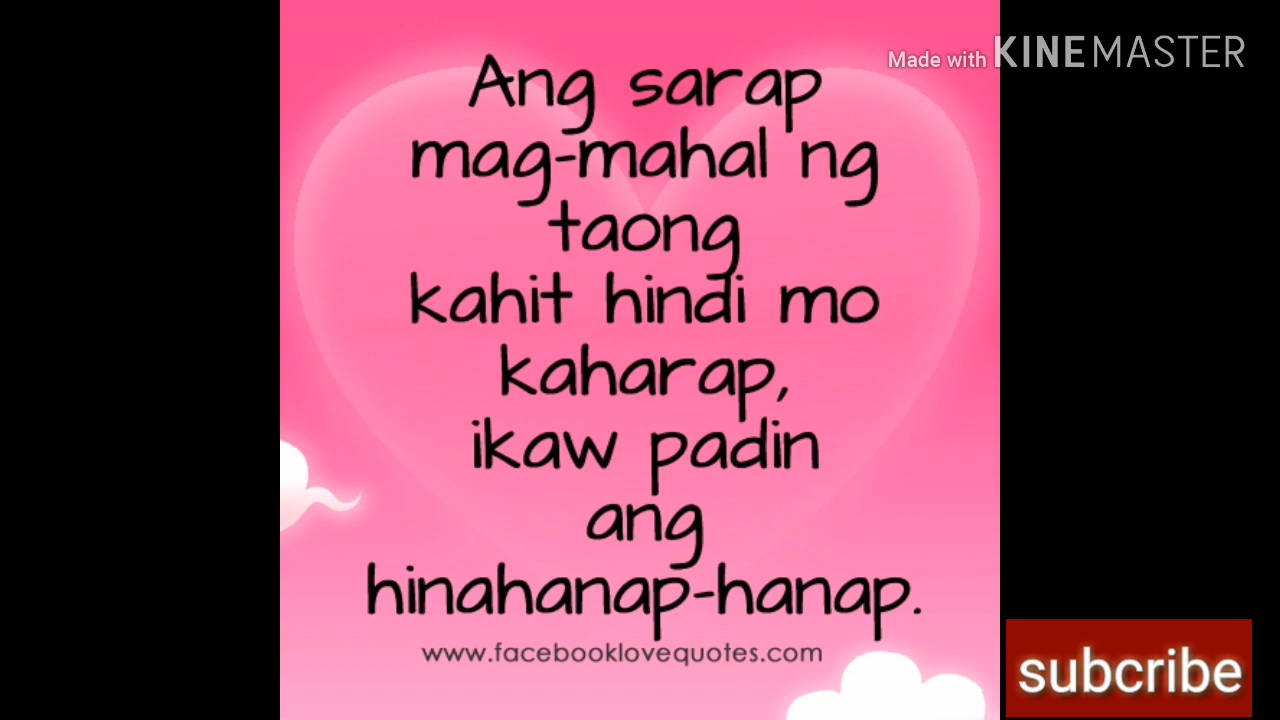 Made with KINEMASTER
Ang sarap
mag-mahal ng
taong
kahit hindi mo
kaharap,
ikaw padin
ang
hinahanap-hanap.
www.facebooklovequotes.com
subcribe